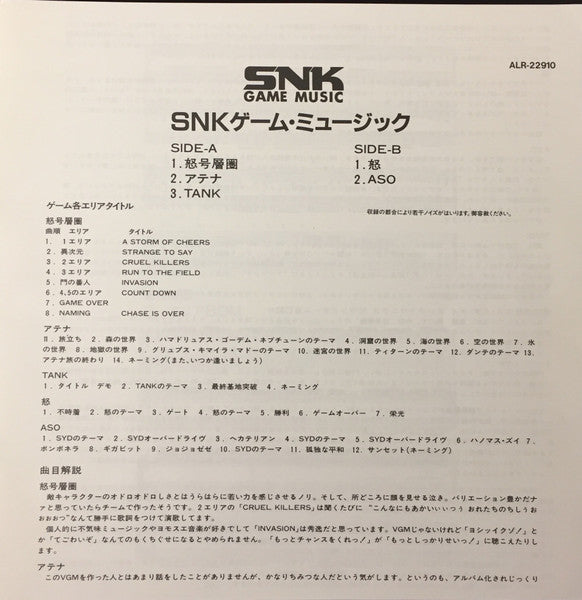 ALR-22910
SNK
GAME MUSIC
SNKゲーム・ミュージック
SIDE-A
1. 怒号層圏
2. アテナ
3. TANK
SIDE-B
1. 怒
2. ASO
ゲーム各エリアタイトル
収録の都合により若干ノイズがはいります。御容赦ください。
怒号層圏
曲順 エリア タイトル
1. 1エリア A STORM OF CHEERS
2. 異次元 STRANGE TO SAY
3. 2エリア CRUEL KILLERS
4. 3エリア RUN TO THE FIELD
5. 門の番人 INVASION
6. 4,5のエリア COUNT DOWN
7. GAME OVER
8. NAMING CHASE IS OVER
アテナ
1. 旅立ち 2. 森の世界 3. ハマドリュアス・ゴーデム・ネプチューンのテーマ 4. 洞窟の世界 5. 海の世界 6. 空の世界 7. 氷
の世界 8. 地獄の世界 9. グリュプス・キマイラ・マドーのテーマ 10. 迷宮の世界 11. ティターンのテーマ 12. ダンテのテーマ 13.
アテナ旅の終わり 14. ネーミング(また、いつか逢いましょう)
TANK
1. タイトル デモ 2. TANKのテーマ 3. 最終基地突破 4. ネーミング
怒
1. 不時着 2. 怒のテーマ 3. ゲート 4. 怒のテーマ 5. 勝利 6. ゲームオーバー 7. 栄光
ASO
1. SYDのテーマ 2. SYDオーバードライヴ 3. ヘカテリアン 4. SYDのテーマ 5. SYDオーバードライヴ 6. ハノマス・ズイ 7.
ボンボネラ 8. ギガビット 9. ジョジョゼゼ 10. SYDのテーマ 11. 孤独な平和 12. サンセット(ネーミング)
曲目解説
怒号層圏
敵キャラクターのオドロオドロしさとはうらはらに若い力を感じさせるノリ。そして、所どころに顔を見せる泣き。バリエーション豊かだナ
ァと思っていたらチームで作ったそうです。2エリアの「CRUEL KILLERS」は聞くたびに "こんなにもあかいいいつう おれたちのちしうお
おおおつ"なんて勝手に歌詞をつけて演歌してます。
個人的に不気味ミュージックやヨモスエ音楽が好きでして「INVASION」は秀逸だと思っています。VGMじゃないけれど「ヨシッイクゾ!」と
か「てごわいぞ」なんてのもくちぐせになるとやめられません。「もっとチャンスをくれっ!」が「もっとしっかりせいっ!」に聴こえたりし
ます。
アテナ
このVGMを作った人とはあまり話をしたことがありませんが、かなりちみつな人だという気がします。というのも、アルバム化されじっくり